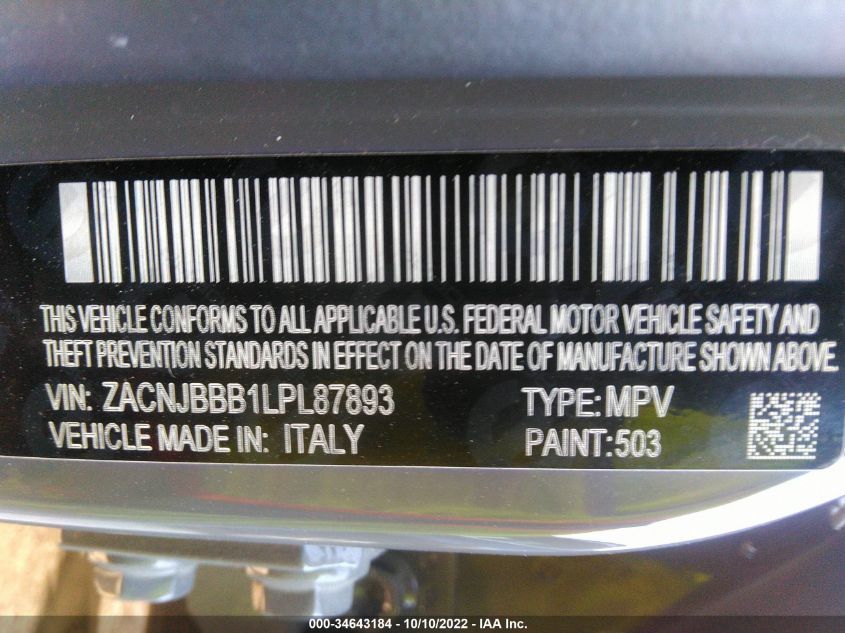 THIS VEHICLE CONFORMS TO ALL APPLICABLE U.S. FEDERAL MOTOR VEHICLE SAFETY AND
THEFT PREVENTION STANDARDS IN EFFECT ON THE DATE OF MANUFACTURE SHOWN ABOVE.
VIN: ZACNJBBB1LPL87893 TYPE: MPV
VEHICLE MADE IN: ITALY PAINT: 503
000-34643184 - 10/10/2022 - IAA Inc.